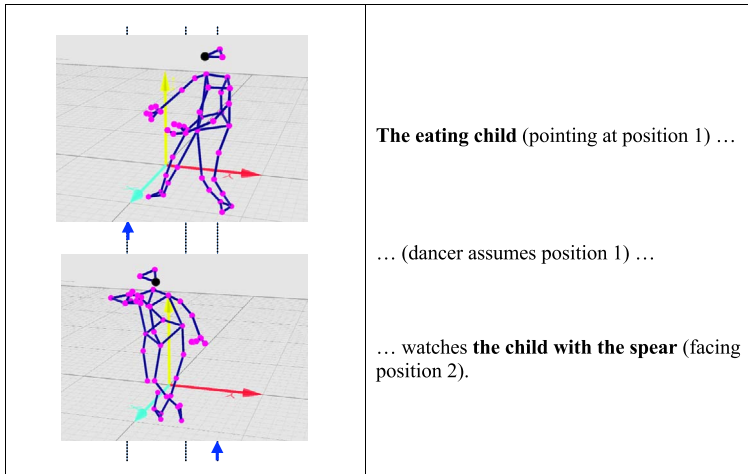 The eating child (pointing at position 1) …
… (dancer assumes position 1) …
… watches the child with the spear (facing
position 2).